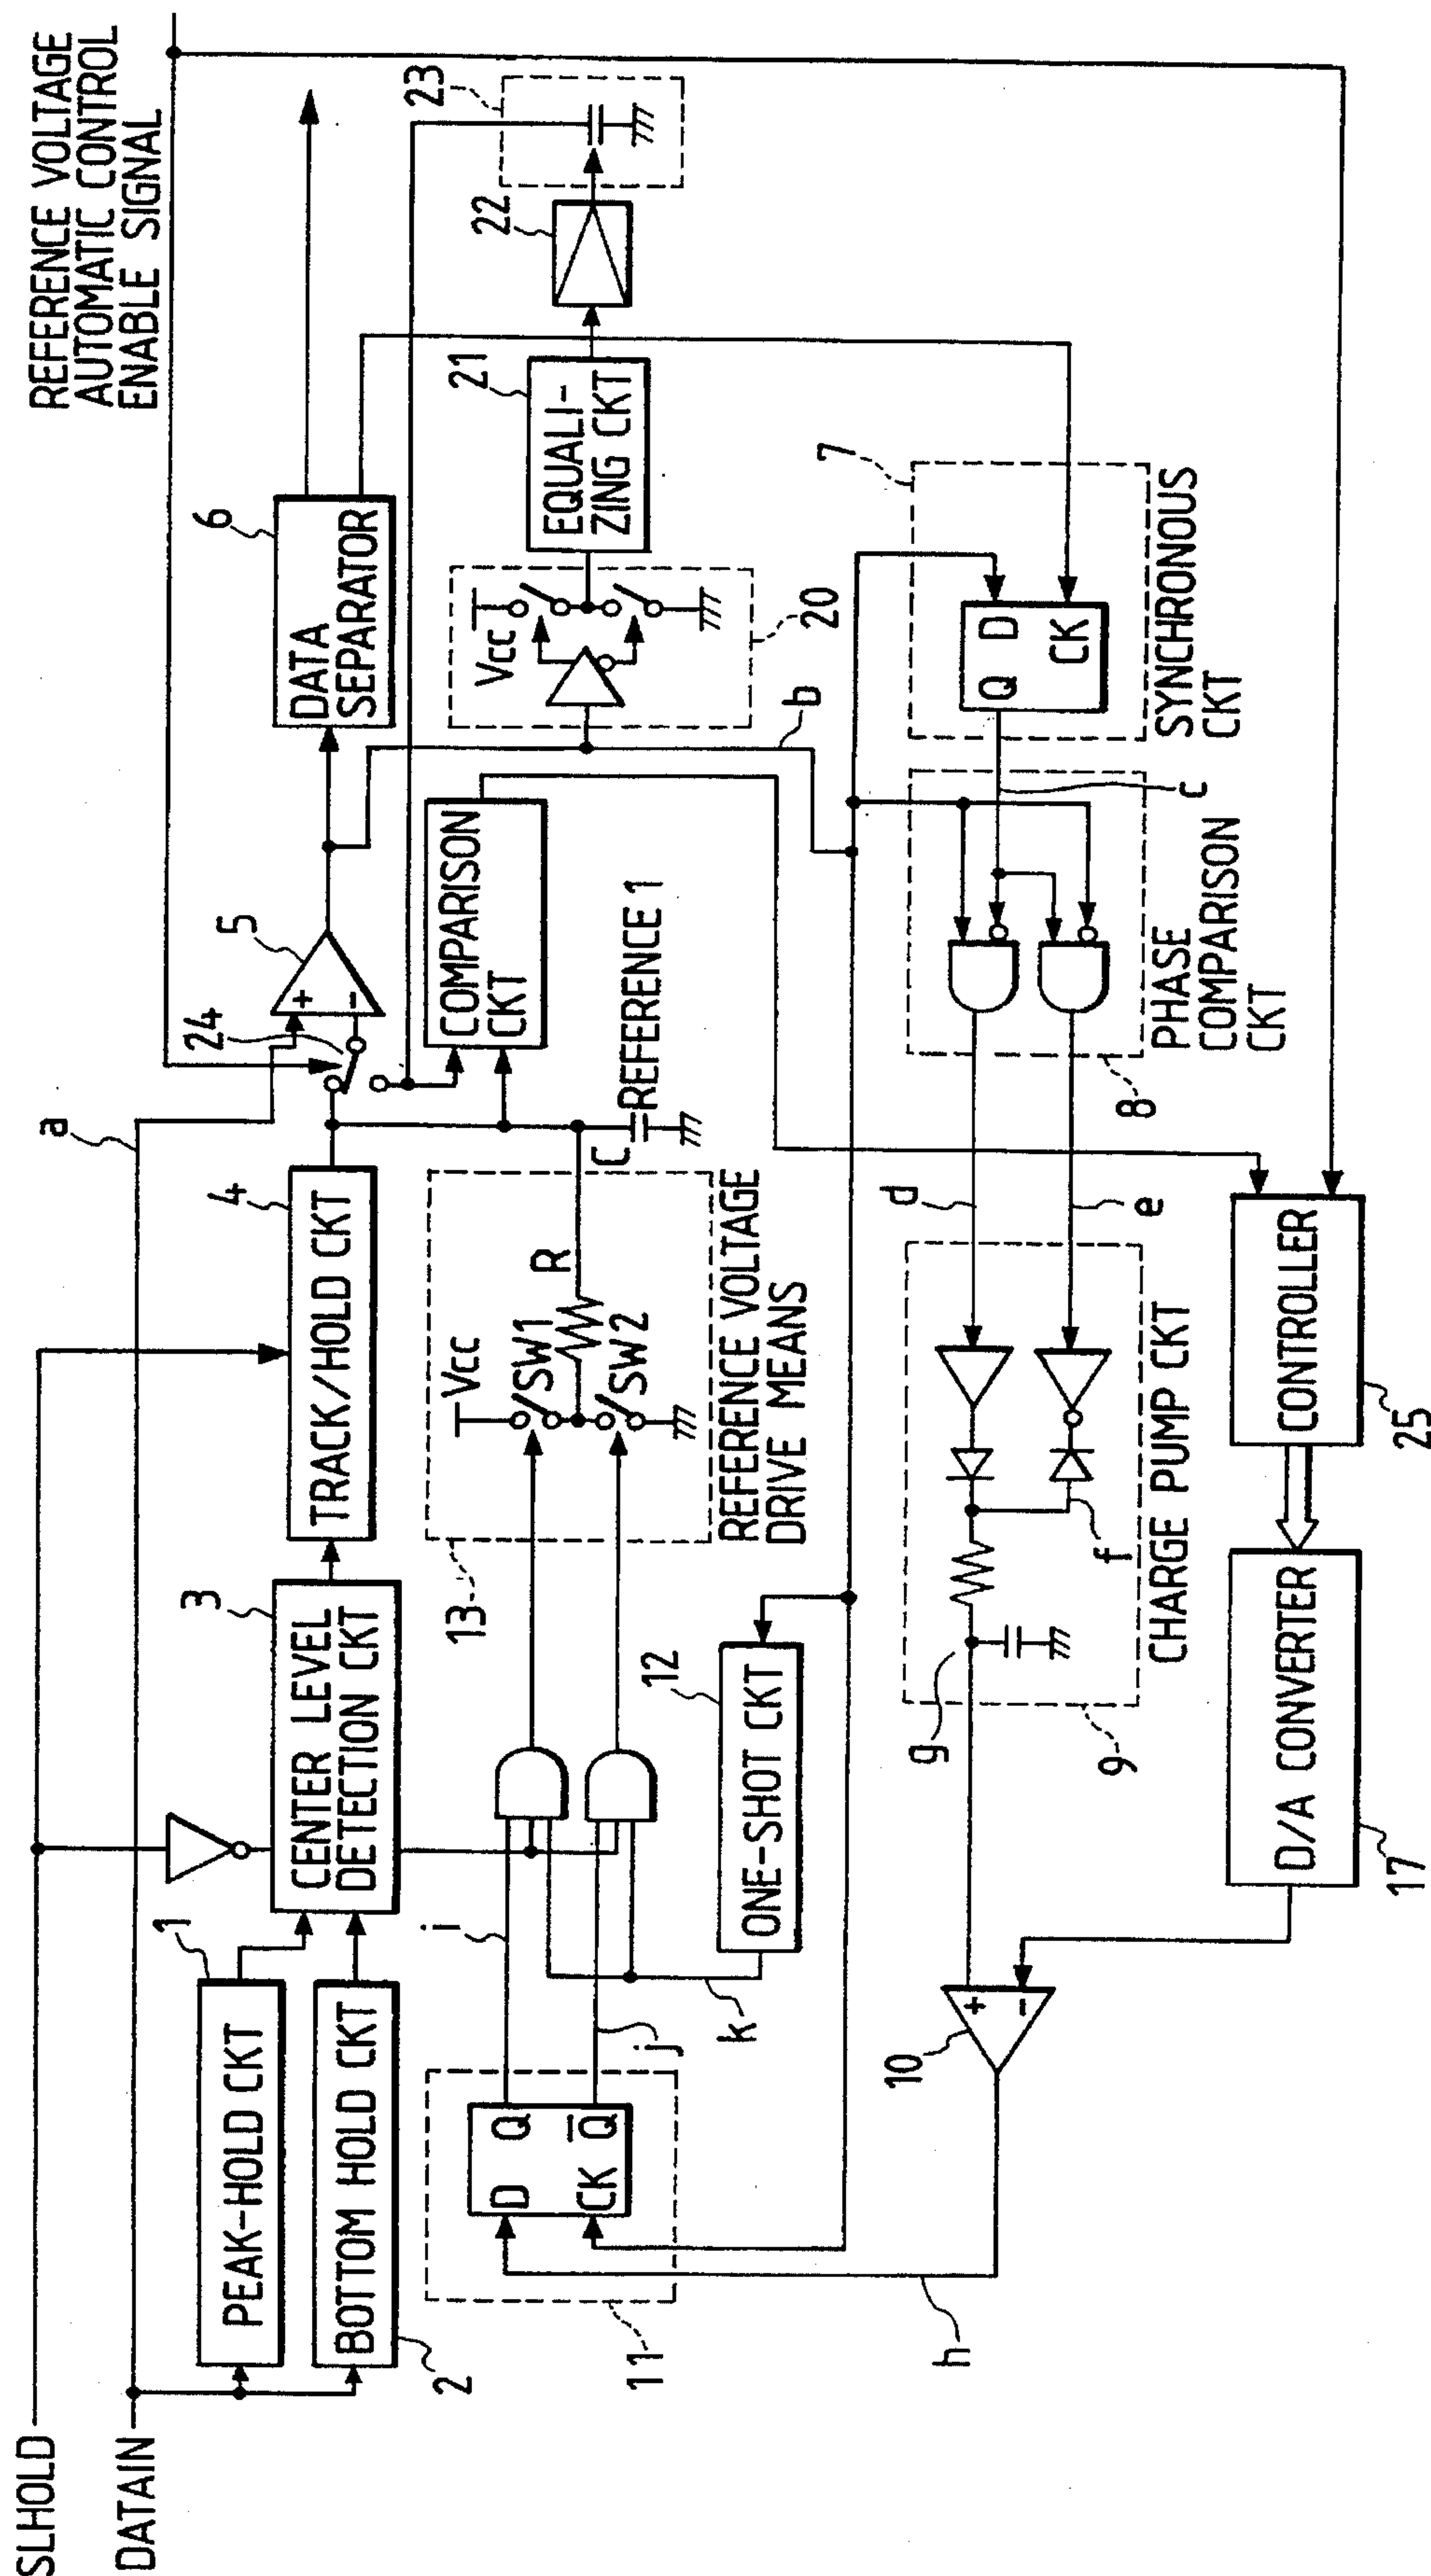 SLHOLD
DATAIN
a
REFERENCE VOLTAGE
AUTOMATIC CONTROL
ENABLE SIGNAL
1
PEAK-HOLD CKT
2
BOTTOM HOLD CKT
3
CENTER LEVEL
DETECTION CKT
4
TRACK/HOLD CKT
24
5
+
-
6
DATA
SEPARATOR
23
22
21
EQUALI-
ZING CKT
20
Vcc
b
COMPARISON
CKT
REFERENCE 1
C
13
Vcc
SW1
SW2
R
REFERENCE VOLTAGE
DRIVE MEANS
i
j
k
11
D Q
CK Q̅
12
ONE-SHOT CKT
7
Q D
CK
SYNCHRONOUS
CKT
c
8
PHASE
COMPARISON
CKT
d
e
f
g
9
CHARGE PUMP CKT
10
+
-
h
17
D/A CONVERTER
25
CONTROLLER